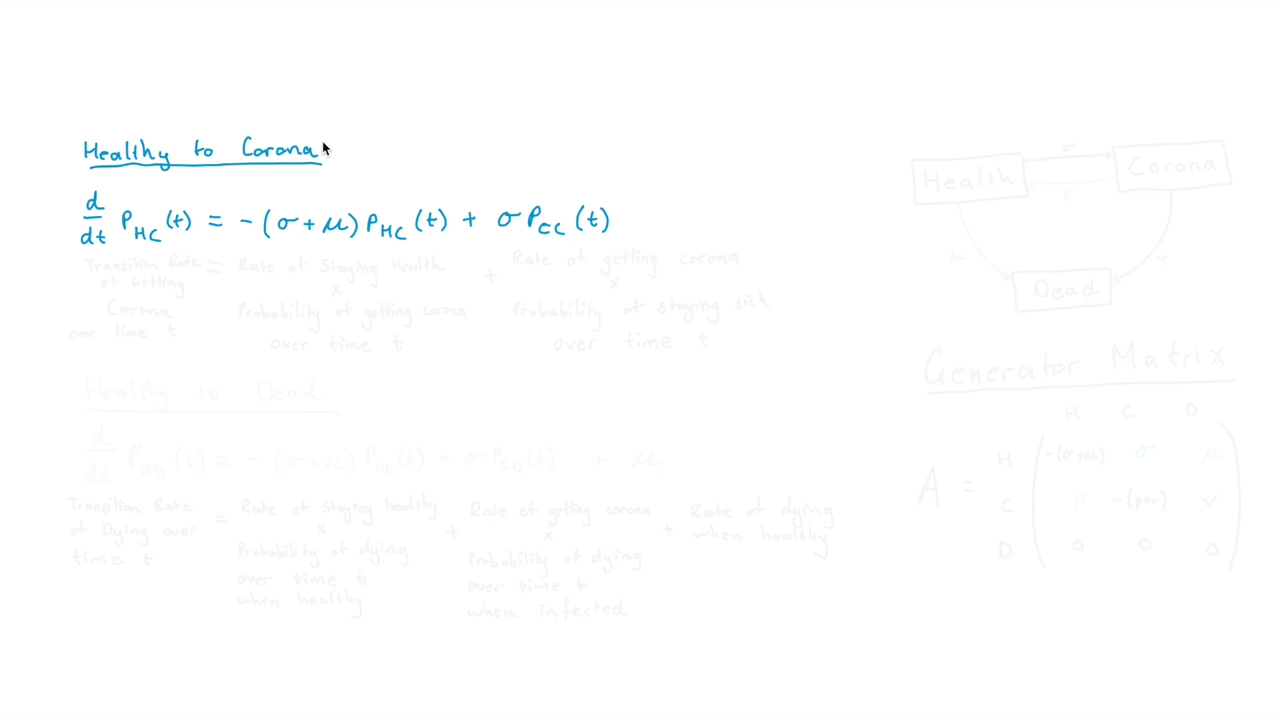 Healthy to Corona
d/dt P_HC (t) = -(σ+μ) P_HC (t) + σ P_CC (t)
Transition Rate of Getting Corona over time t = Rate of Staying Health x Probability of getting corona over time t + Rate of getting corona x Probability of staying sick over time t
Healthy to Dead
d/dt P_HD (t) = -(σ+μ) P_HD (t) + σ P_CD (t) + μ
Transition Rate of Dying over time t = Rate of Staying healthy x Probability of dying over time t when healthy + Rate of getting corona x Probability of dying over time t when infected + Rate of dying when healthy
Health σ Corona
ρ
μ ν
Dead
Generator Matrix
H C D
H -(σ+μ) σ μ
A = C ρ -(ρ+ν) ν
D 0 0 0